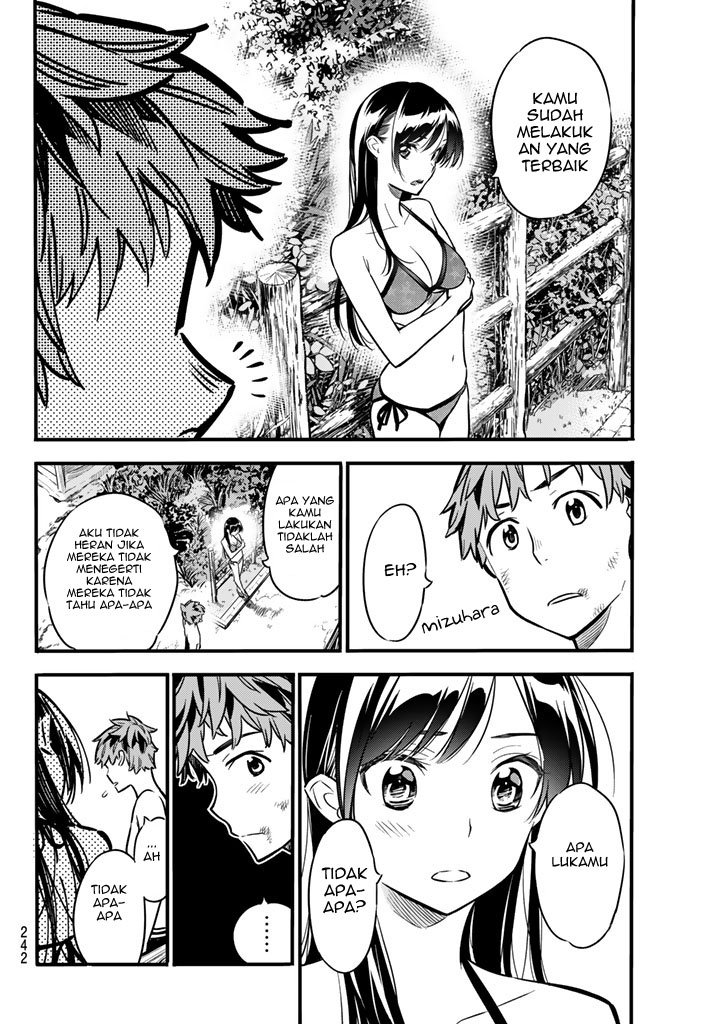 KAMU
SUDAH
MELAKUK
AN YANG
TERBAIK
EH?
mizuhara
APA YANG
KAMU
LAKUKAN
TIDAKLAH
SALAH
AKU TIDAK
HERAN JIKA
MEREKA TIDAK
MENEGERTI
KARENA
MEREKA TIDAK
TAHU APA-APA
APA
LUKAMU
TIDAK
APA-
APA?
......
...
AH
TIDAK
APA-
APA
242